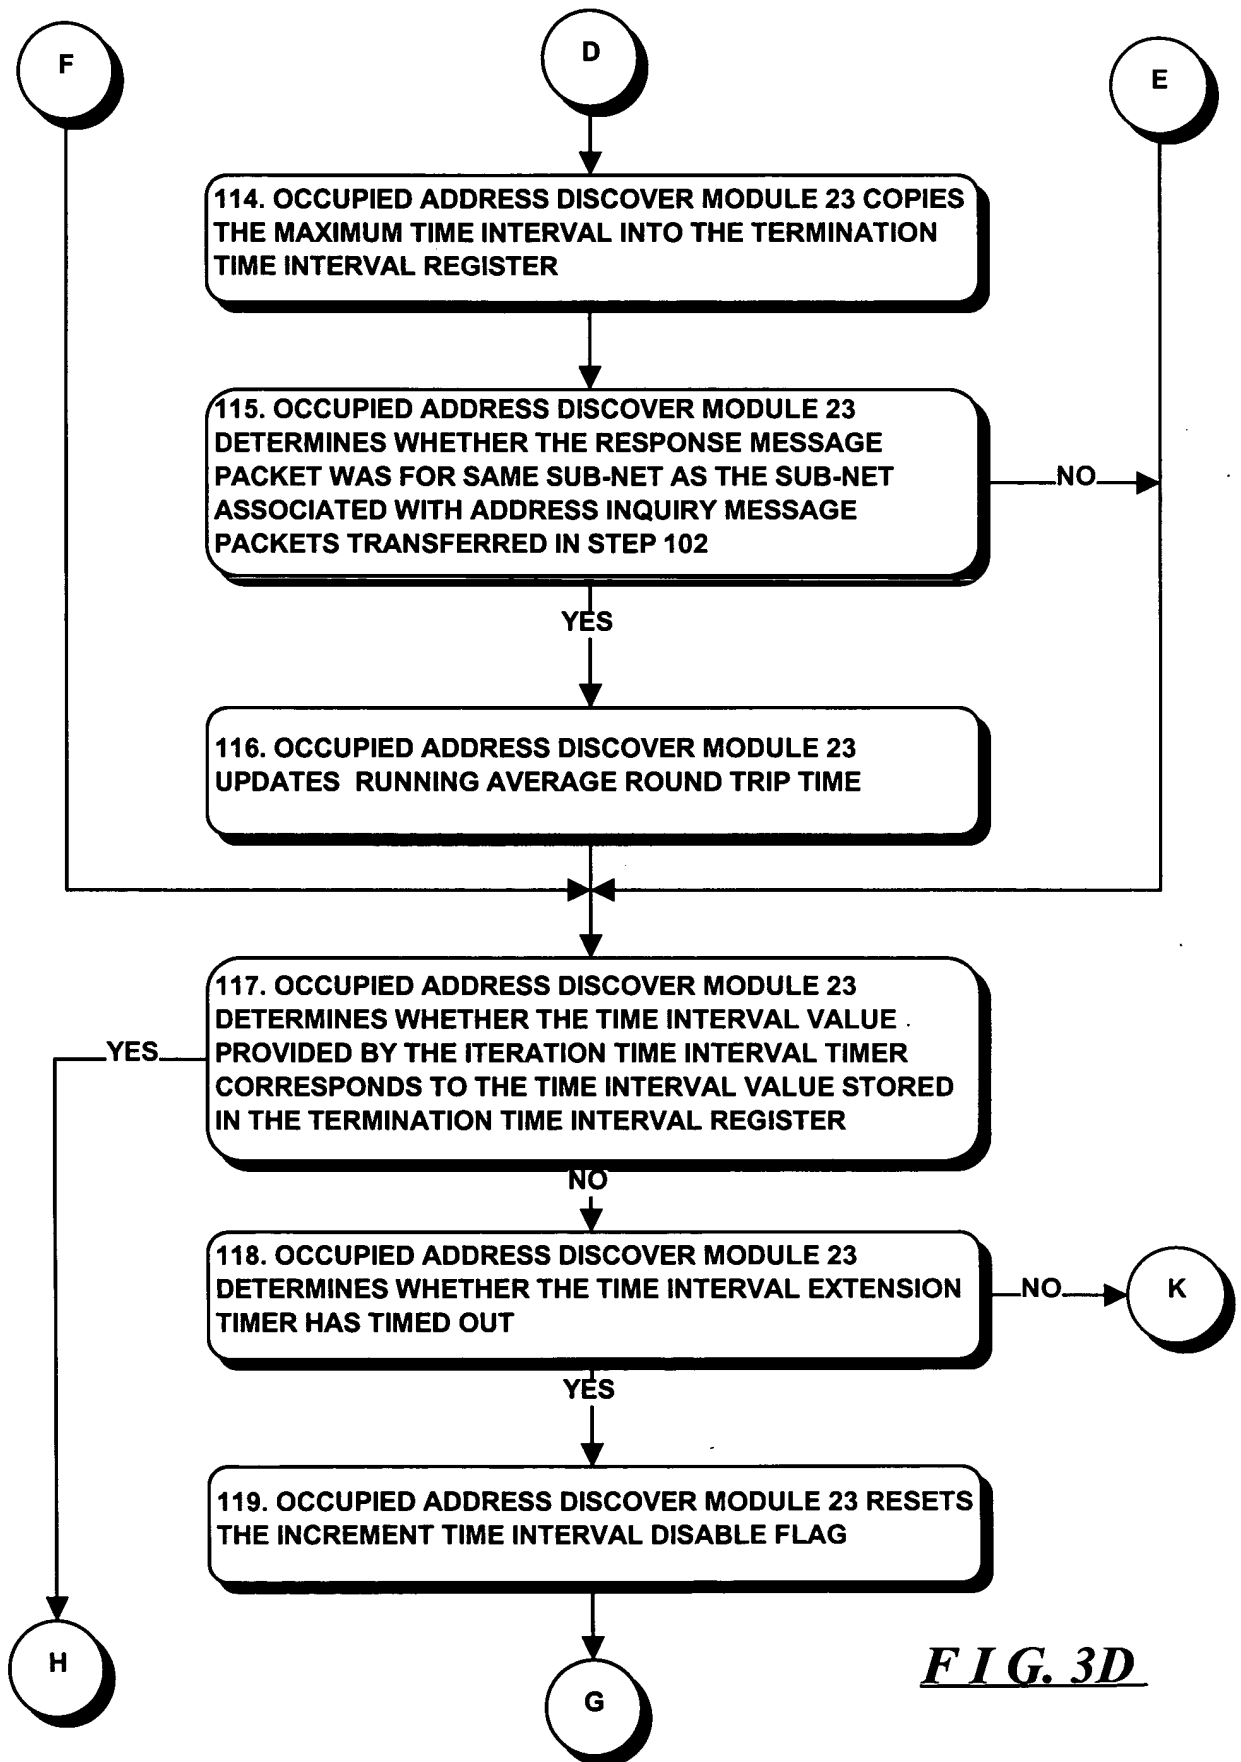 F
D
E
114. OCCUPIED ADDRESS DISCOVER MODULE 23 COPIES
THE MAXIMUM TIME INTERVAL INTO THE TERMINATION
TIME INTERVAL REGISTER
115. OCCUPIED ADDRESS DISCOVER MODULE 23
DETERMINES WHETHER THE RESPONSE MESSAGE
PACKET WAS FOR SAME SUB-NET AS THE SUB-NET
ASSOCIATED WITH ADDRESS INQUIRY MESSAGE
PACKETS TRANSFERRED IN STEP 102
NO
YES
116. OCCUPIED ADDRESS DISCOVER MODULE 23
UPDATES RUNNING AVERAGE ROUND TRIP TIME
117. OCCUPIED ADDRESS DISCOVER MODULE 23
DETERMINES WHETHER THE TIME INTERVAL VALUE
PROVIDED BY THE ITERATION TIME INTERVAL TIMER
CORRESPONDS TO THE TIME INTERVAL VALUE STORED
IN THE TERMINATION TIME INTERVAL REGISTER
YES
NO
118. OCCUPIED ADDRESS DISCOVER MODULE 23
DETERMINES WHETHER THE TIME INTERVAL EXTENSION
TIMER HAS TIMED OUT
NO
K
YES
119. OCCUPIED ADDRESS DISCOVER MODULE 23 RESETS
THE INCREMENT TIME INTERVAL DISABLE FLAG
H
G
F I G. 3D